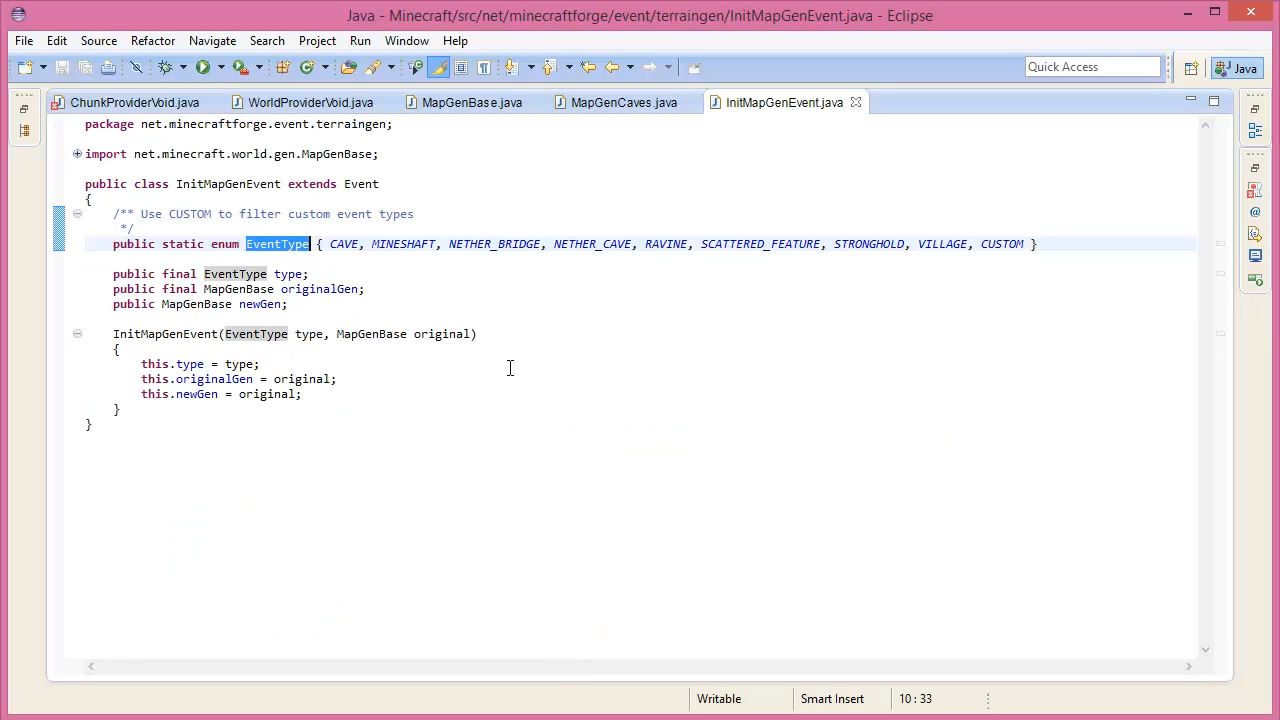 Java - Minecraft/src/net/minecraftforge/event/terraingen/InitMapGenEvent.java - Eclipse
File Edit Source Refactor Navigate Search Project Run Window Help
Quick Access
Java
ChunkProviderVoid.java WorldProviderVoid.java MapGenBase.java MapGenCaves.java InitMapGenEvent.java
package net.minecraftforge.event.terraingen;
import net.minecraft.world.gen.MapGenBase;
public class InitMapGenEvent extends Event
{
/** Use CUSTOM to filter custom event types
*/
public static enum EventType { CAVE, MINESHAFT, NETHER_BRIDGE, NETHER_CAVE, RAVINE, SCATTERED_FEATURE, STRONGHOLD, VILLAGE, CUSTOM }
public final EventType type;
public final MapGenBase originalGen;
public MapGenBase newGen;
InitMapGenEvent(EventType type, MapGenBase original)
{
this.type = type;
this.originalGen = original;
this.newGen = original;
}
}
Writable Smart Insert 10 : 33